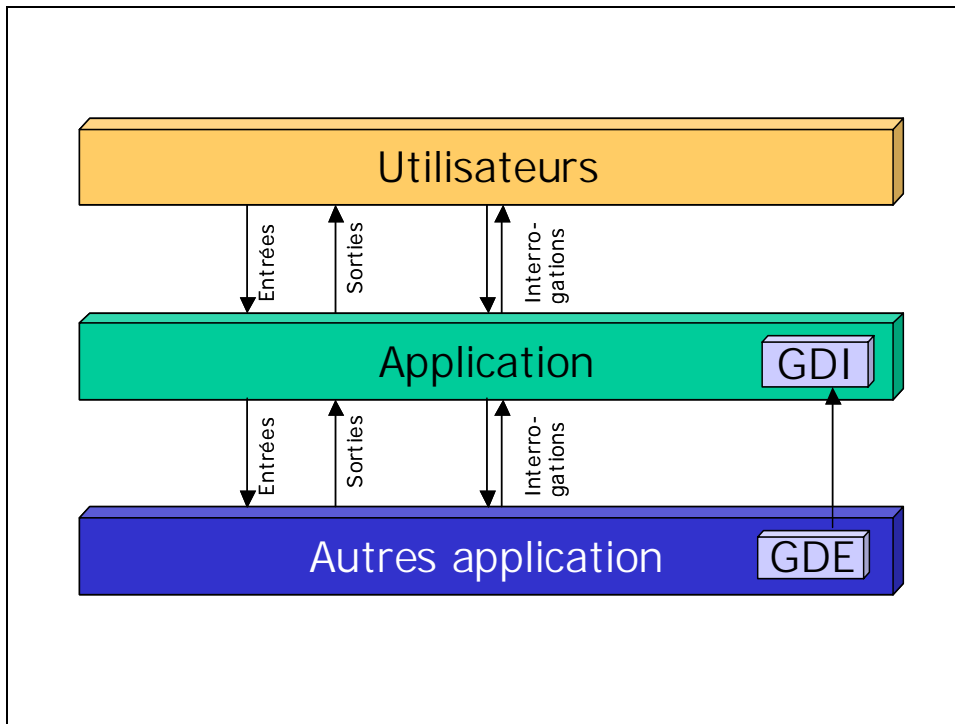 Utilisateurs
Entrées
Sorties
Interro-
gations
Application
GDI
Entrées
Sorties
Interro-
gations
Autres application
GDE